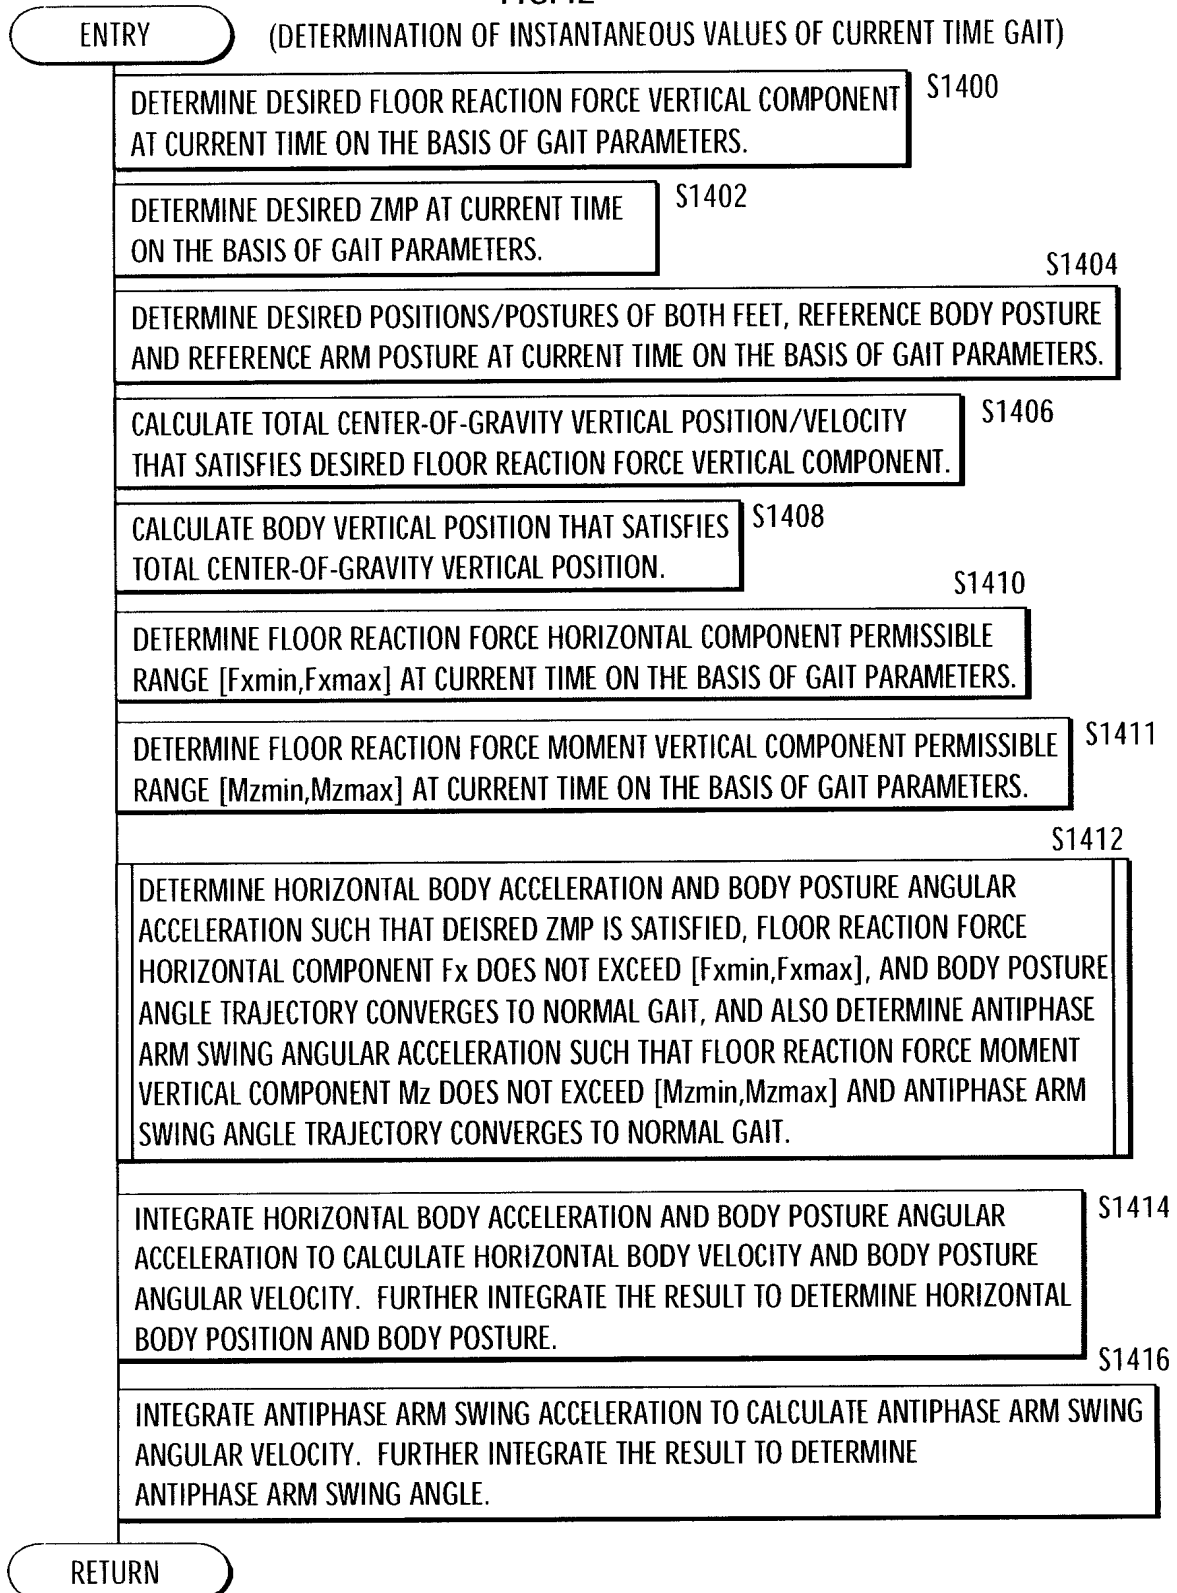 ENTRY
(DETERMINATION OF INSTANTANEOUS VALUES OF CURRENT TIME GAIT)
DETERMINE DESIRED FLOOR REACTION FORCE VERTICAL COMPONENT
AT CURRENT TIME ON THE BASIS OF GAIT PARAMETERS.
S1400
DETERMINE DESIRED ZMP AT CURRENT TIME
ON THE BASIS OF GAIT PARAMETERS.
S1402
S1404
DETERMINE DESIRED POSITIONS/POSTURES OF BOTH FEET, REFERENCE BODY POSTURE
AND REFERENCE ARM POSTURE AT CURRENT TIME ON THE BASIS OF GAIT PARAMETERS.
CALCULATE TOTAL CENTER-OF-GRAVITY VERTICAL POSITION/VELOCITY
THAT SATISFIES DESIRED FLOOR REACTION FORCE VERTICAL COMPONENT.
S1406
CALCULATE BODY VERTICAL POSITION THAT SATISFIES
TOTAL CENTER-OF-GRAVITY VERTICAL POSITION.
S1408
S1410
DETERMINE FLOOR REACTION FORCE HORIZONTAL COMPONENT PERMISSIBLE
RANGE [Fxmin,Fxmax] AT CURRENT TIME ON THE BASIS OF GAIT PARAMETERS.
DETERMINE FLOOR REACTION FORCE MOMENT VERTICAL COMPONENT PERMISSIBLE
RANGE [Mzmin,Mzmax] AT CURRENT TIME ON THE BASIS OF GAIT PARAMETERS.
S1411
S1412
DETERMINE HORIZONTAL BODY ACCELERATION AND BODY POSTURE ANGULAR
ACCELERATION SUCH THAT DEISRED ZMP IS SATISFIED, FLOOR REACTION FORCE
HORIZONTAL COMPONENT Fx DOES NOT EXCEED [Fxmin,Fxmax], AND BODY POSTURE
ANGLE TRAJECTORY CONVERGES TO NORMAL GAIT, AND ALSO DETERMINE ANTIPHASE
ARM SWING ANGULAR ACCELERATION SUCH THAT FLOOR REACTION FORCE MOMENT
VERTICAL COMPONENT Mz DOES NOT EXCEED [Mzmin,Mzmax] AND ANTIPHASE ARM
SWING ANGLE TRAJECTORY CONVERGES TO NORMAL GAIT.
INTEGRATE HORIZONTAL BODY ACCELERATION AND BODY POSTURE ANGULAR
ACCELERATION TO CALCULATE HORIZONTAL BODY VELOCITY AND BODY POSTURE
ANGULAR VELOCITY. FURTHER INTEGRATE THE RESULT TO DETERMINE HORIZONTAL
BODY POSITION AND BODY POSTURE.
S1414
S1416
INTEGRATE ANTIPHASE ARM SWING ACCELERATION TO CALCULATE ANTIPHASE ARM SWING
ANGULAR VELOCITY. FURTHER INTEGRATE THE RESULT TO DETERMINE
ANTIPHASE ARM SWING ANGLE.
RETURN